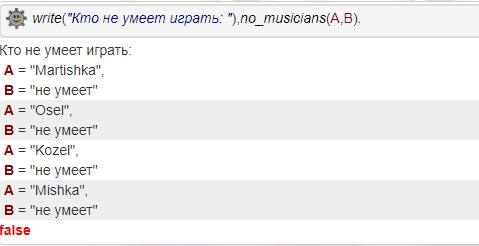 write("Кто не умеет играть: "),no_musicians(A,B).
Кто не умеет играть:
A = "Martishka",
B = "не умеет"
A = "Osel",
B = "не умеет"
A = "Kozel",
B = "не умеет"
A = "Mishka",
B = "не умеет"
false